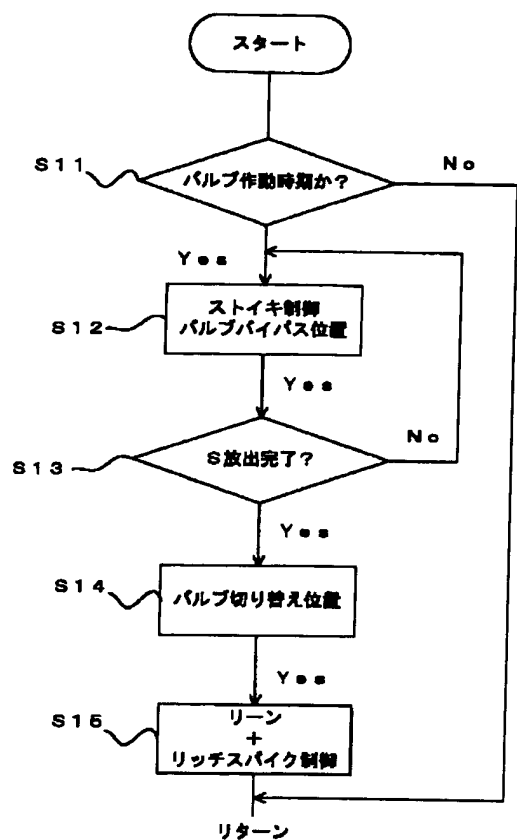 スタート
S11
バルブ作動時期か？
No
Yes
S12
ストイキ制御
バルブバイパス位置
Yes
S13
S放出完了？
No
Yes
S14
バルブ切り替え位置
Yes
S15
リーン
＋
リッチスパイク制御
リターン